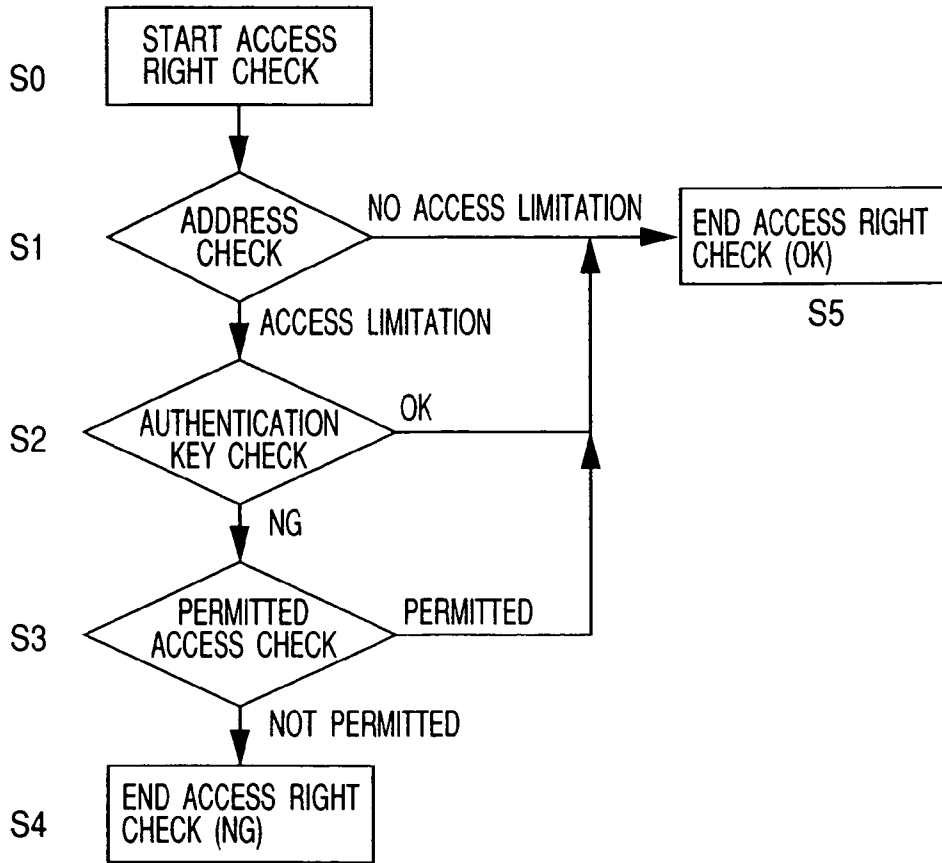 START ACCESS
RIGHT CHECK
S0
ADDRESS
CHECK
S1
NO ACCESS LIMITATION
END ACCESS RIGHT
CHECK (OK)
S5
ACCESS LIMITATION
AUTHENTICATION
KEY CHECK
S2
OK
NG
PERMITTED
ACCESS CHECK
S3
PERMITTED
NOT PERMITTED
END ACCESS RIGHT
CHECK (NG)
S4